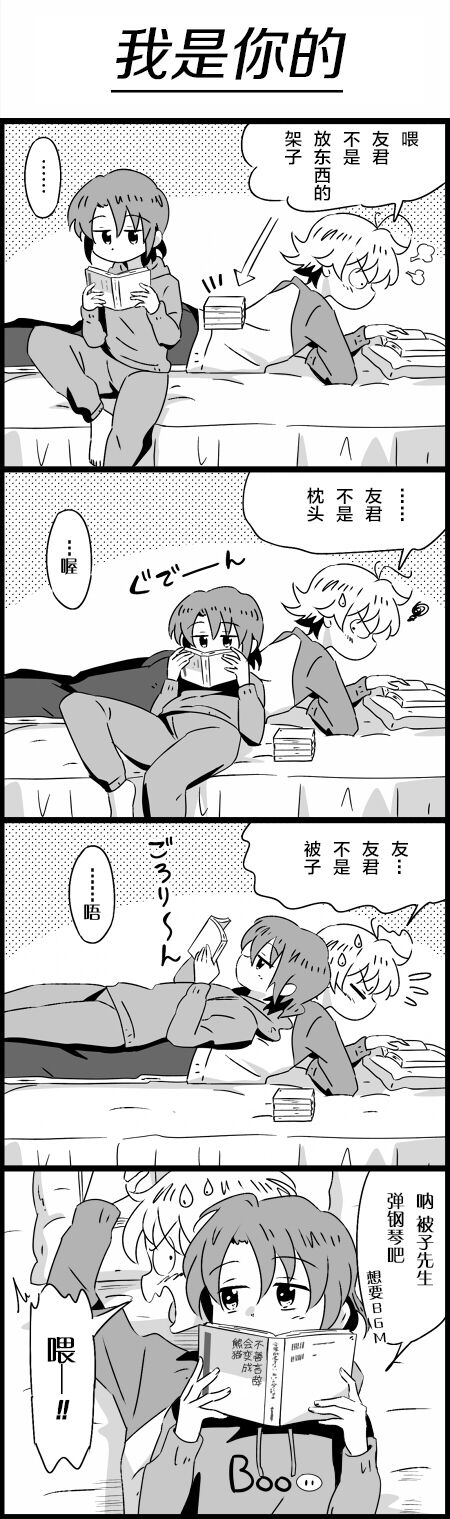 我是你的
喂
友君
不是
放东西的
架子
……
……
友君
不是
枕头
…喔
ぐでーん
友…
友君
不是
被子
……唔
ごろり～ん
呐 被子先生
弹钢琴吧
想要BGM
喂——!!
不善言辞
会变成
熊猫
Boo